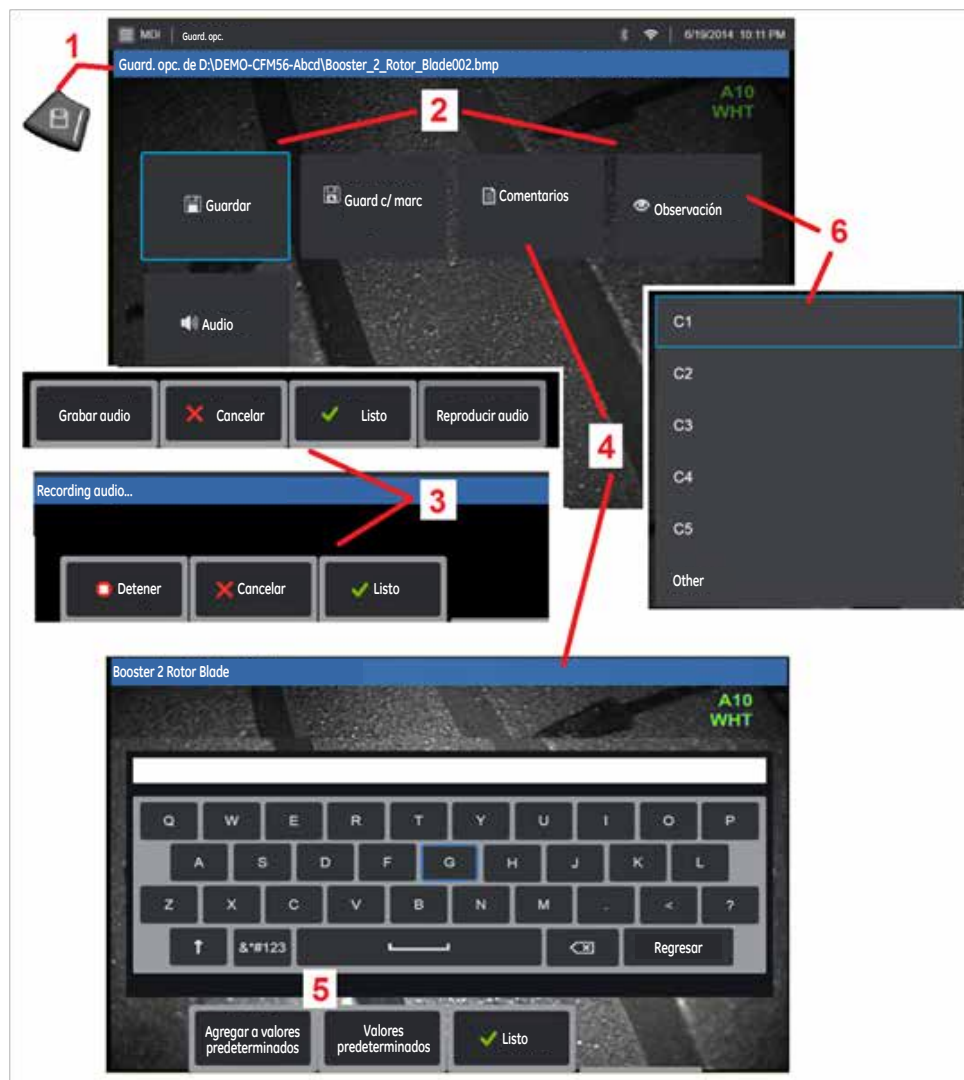 1
MDI Guard. opc. 6/19/2014 10:11 PM
Guard. opc. de D:\DEMO-CFM56-Abcd\Booster_2_Rotor_Blade002.bmp
A10
WHT
2
Guardar
Guard c/ marc
Comentarios
Observación
6
Audio
C1
C2
C3
C4
C5
Other
Grabar audio
Cancelar
Listo
Reproducir audio
4
3
Recording audio...
Detener
Cancelar
Listo
Booster 2 Rotor Blade
A10
WHT
Q W E R T Y U I O P
A S D F G H J K L
Z X C V B N M . < ?
&*#123
Regresar
5
Agregar a valores
predeterminados
Valores
predeterminados
Listo